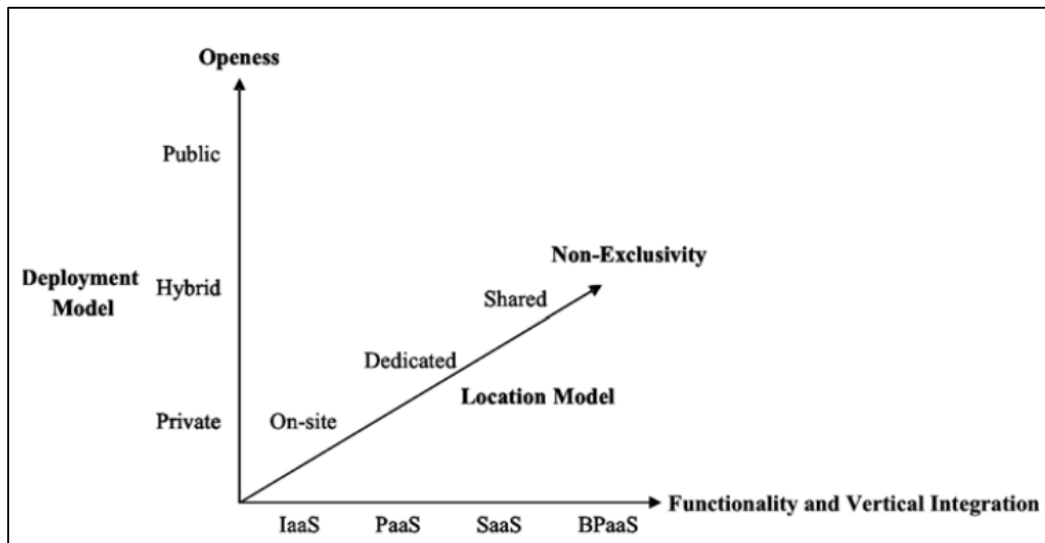 Openess
Public
Non-Exclusivity
Deployment
Model
Hybrid
Shared
Dedicated
Location Model
Private
On-site
Functionality and Vertical Integration
IaaS
PaaS
SaaS
BPaaS